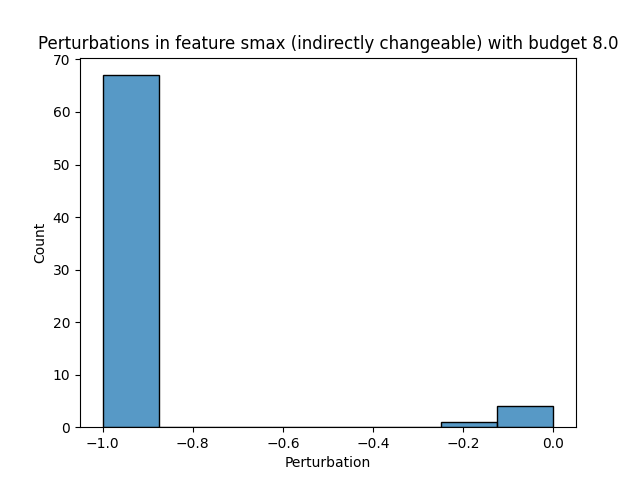 Perturbations in feature smax (indirectly changeable) with budget 8.0
70
60
50
40
30
20
10
0
Count
−1.0 −0.8 −0.6 −0.4 −0.2 0.0
Perturbation